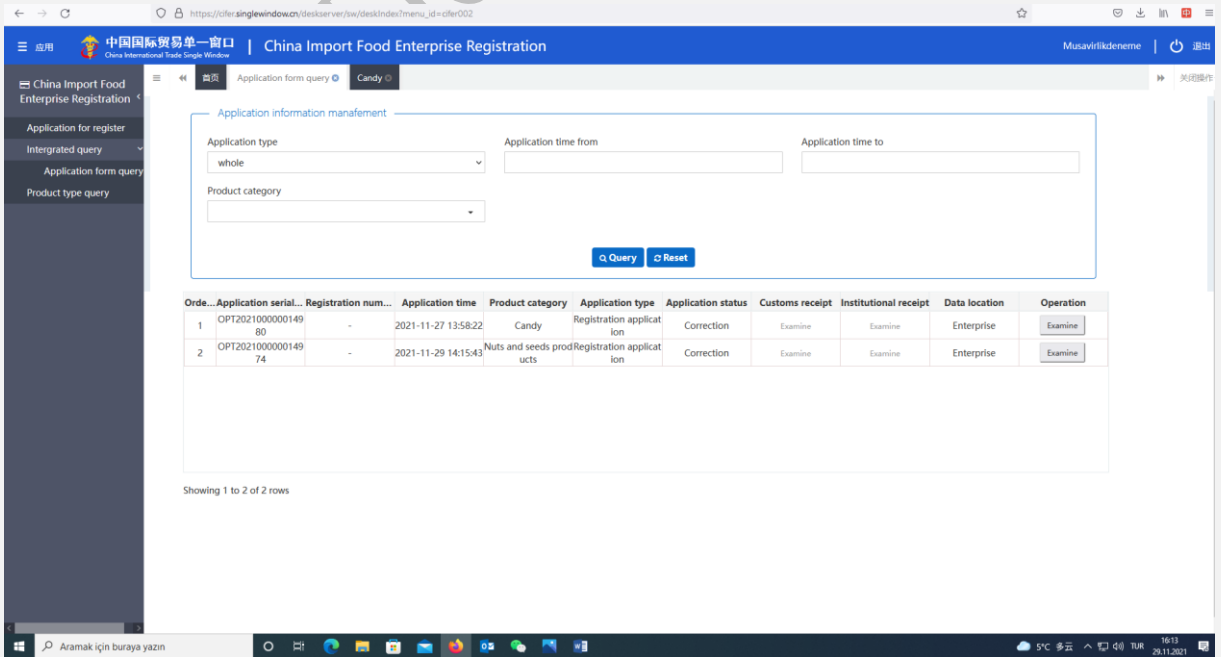 https://cifer.singlewindow.cn/deskserver/sw/deskIndex?menu_id=cifer002
应用
中国国际贸易单一窗口 | China Import Food Enterprise Registration
China International Trade Single Window
Musavirlikdeneme | 退出
China Import Food
Enterprise Registration
首页 Application form query Candy 关闭操作
Application for register
Intergrated query
Application form query
Product type query
Application information manafement
Application type Application time from Application time to
whole
Product category
Query Reset
Orde... Application serial... Registration num... Application time Product category Application type Application status Customs receipt Institutional receipt Data location Operation
1 OPT2021000000149 - 2021-11-27 13:58:22 Candy Registration applicat Correction Examine Examine Enterprise Examine
80 ion
2 OPT2021000000149 - 2021-11-29 14:15:43 Nuts and seeds prod Registration applicat Correction Examine Examine Enterprise Examine
74 ucts ion
Showing 1 to 2 of 2 rows
Aramak için buraya yazın
5°C 多云 TUR 16:13
29.11.2021